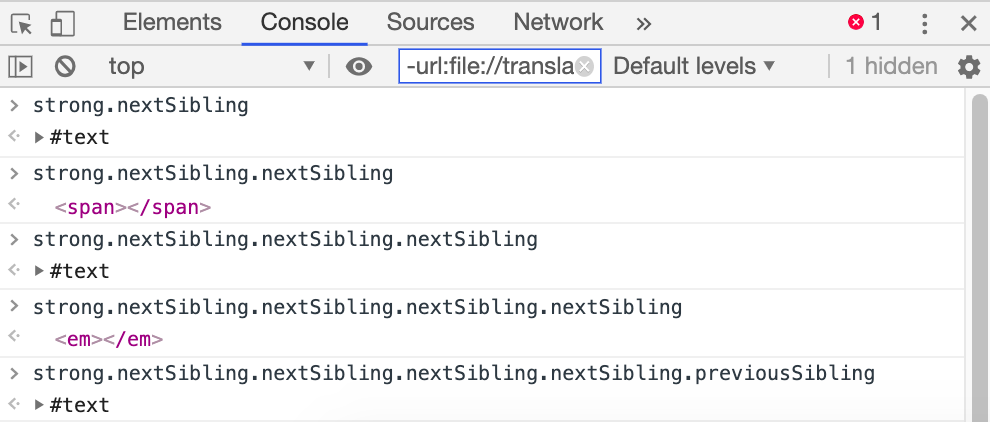 Elements Console Sources Network » 1
top -url:file://transla Default levels ▼ 1 hidden
> strong.nextSibling
#text
> strong.nextSibling.nextSibling
<span></span>
> strong.nextSibling.nextSibling.nextSibling
#text
> strong.nextSibling.nextSibling.nextSibling.nextSibling
<em></em>
> strong.nextSibling.nextSibling.nextSibling.nextSibling.previousSibling
#text